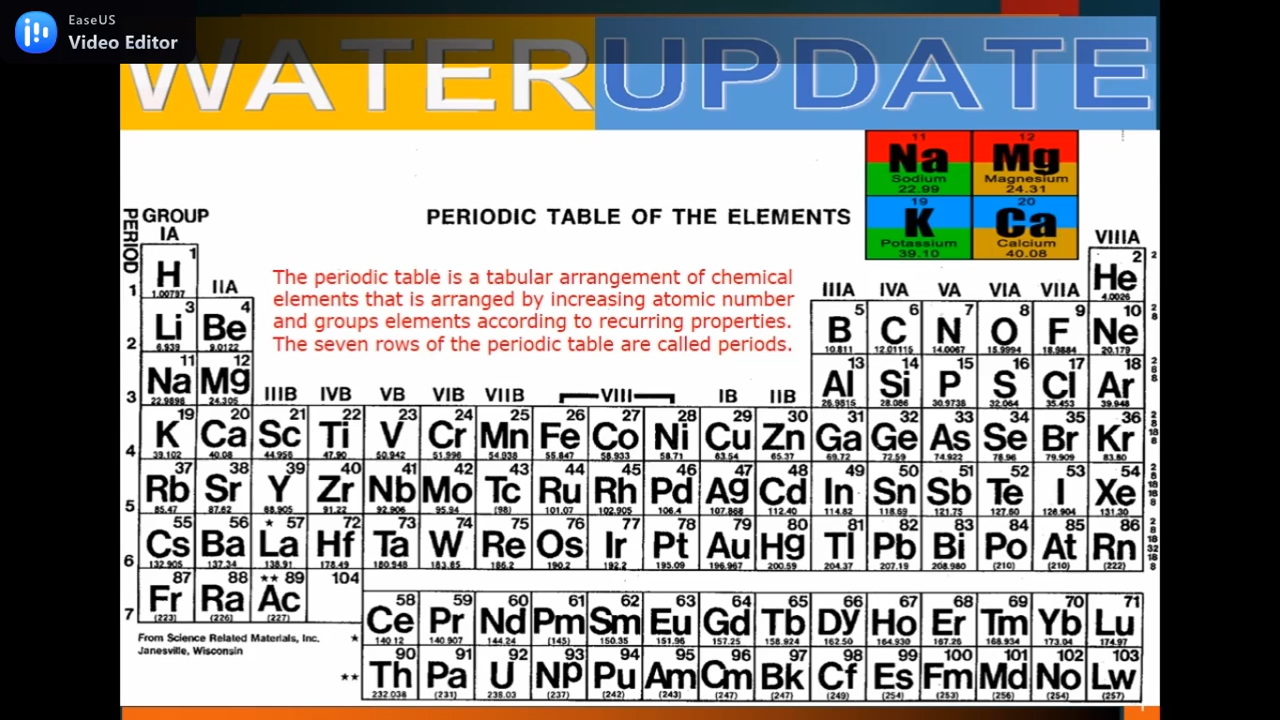 EaseUS
Video Editor
WATERUPDATE
11 12
Na Mg
Sodium Magnesium
22.99 24.31
19 20
K Ca
Potassium Calcium
39.10 40.08
PERIOD
GROUP
PERIODIC TABLE OF THE ELEMENTS
IA VIIIA
1 H 1.00797 2 He 4.0026 2
1
The periodic table is a tabular arrangement of chemical
elements that is arranged by increasing atomic number
and groups elements according to recurring properties.
The seven rows of the periodic table are called periods.
IIA IIIA IVA VA VIA VIIA
3 4 5 6 7 8 9 10
Li Be B C N O F Ne
6.939 9.0122 10.811 12.01115 14.0067 15.9994 18.9984 20.179
2
11 12 13 14 15 16 17 18
Na Mg Al Si P S Cl Ar
22.9898 24.305 26.9815 28.086 30.9738 32.064 35.453 39.948
3 IIIB IVB VB VIB VIIB VIII IB IIB
19 20 21 22 23 24 25 26 27 28 29 30 31 32 33 34 35 36
K Ca Sc Ti V Cr Mn Fe Co Ni Cu Zn Ga Ge As Se Br Kr
39.102 40.08 44.956 47.90 50.942 51.996 54.938 55.847 58.933 58.71 63.54 65.37 69.72 72.59 74.922 78.96 79.909 83.80
4
37 38 39 40 41 42 43 44 45 46 47 48 49 50 51 52 53 54
Rb Sr Y Zr Nb Mo Tc Ru Rh Pd Ag Cd In Sn Sb Te I Xe
85.47 87.62 88.905 91.22 92.906 95.94 (98) 101.07 102.905 106.4 107.868 112.40 114.82 118.69 121.75 127.60 126.904 131.30
5
55 56 ★ 57 72 73 74 75 76 77 78 79 80 81 82 83 84 85 86
Cs Ba La Hf Ta W Re Os Ir Pt Au Hg Tl Pb Bi Po At Rn
132.905 137.34 138.91 178.49 180.948 183.85 186.2 190.2 192.2 195.09 196.967 200.59 204.37 207.19 208.980 (210) (210) (222)
6
87 88 ★★ 89 104
Fr Ra Ac
(223) (226) (227)
7
58 59 60 61 62 63 64 65 66 67 68 69 70 71
Ce Pr Nd Pm Sm Eu Gd Tb Dy Ho Er Tm Yb Lu
140.12 140.907 144.24 (145) 150.35 151.96 157.25 158.924 162.50 164.930 167.26 168.934 173.04 174.97
From Science Related Materials, Inc. ★
Janesville, Wisconsin
90 91 92 93 94 95 96 97 98 99 100 101 102 103
★★ Th Pa U Np Pu Am Cm Bk Cf Es Fm Md No Lw
232.038 (231) 238.03 (237) (242) (243) (247) (247) (249) (254) (253) (256) (254) (257)